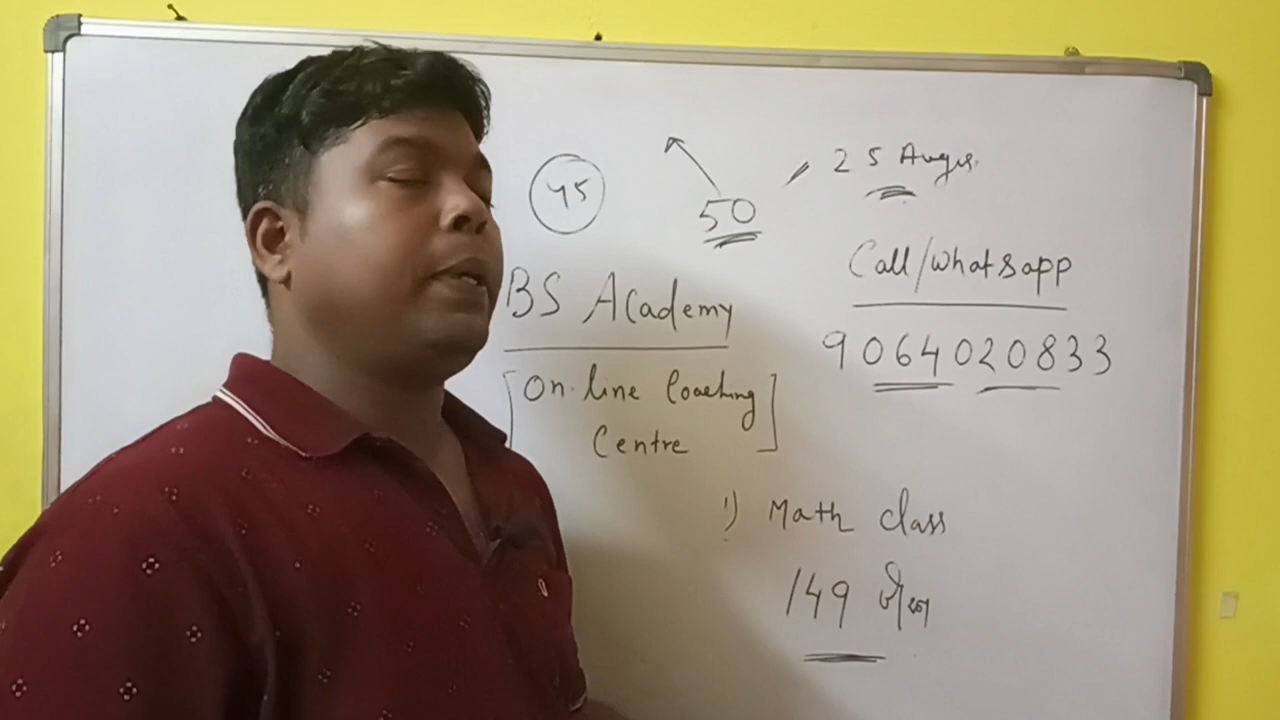 45
50
25 Augus
BS Academy
[On-line Coaching
Centre]
Call/Whatsapp
9064020833
1) Math class
149